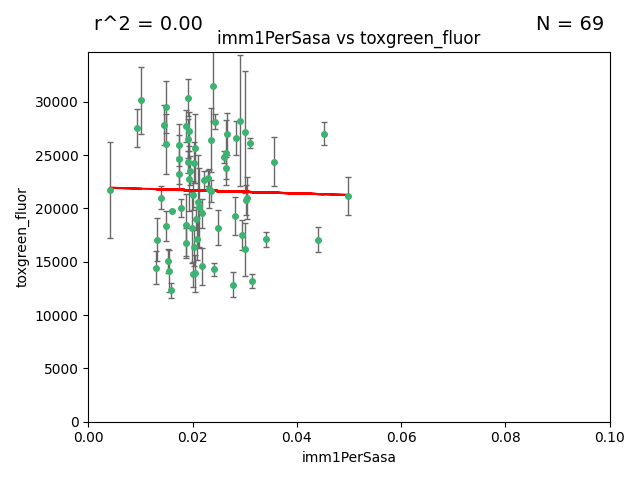 r^2 = 0.00
N = 69
imm1PerSasa vs toxgreen_fluor
toxgreen_fluor
30000
25000
20000
15000
10000
5000
0
0.00
0.02
0.04
0.06
0.08
0.10
imm1PerSasa